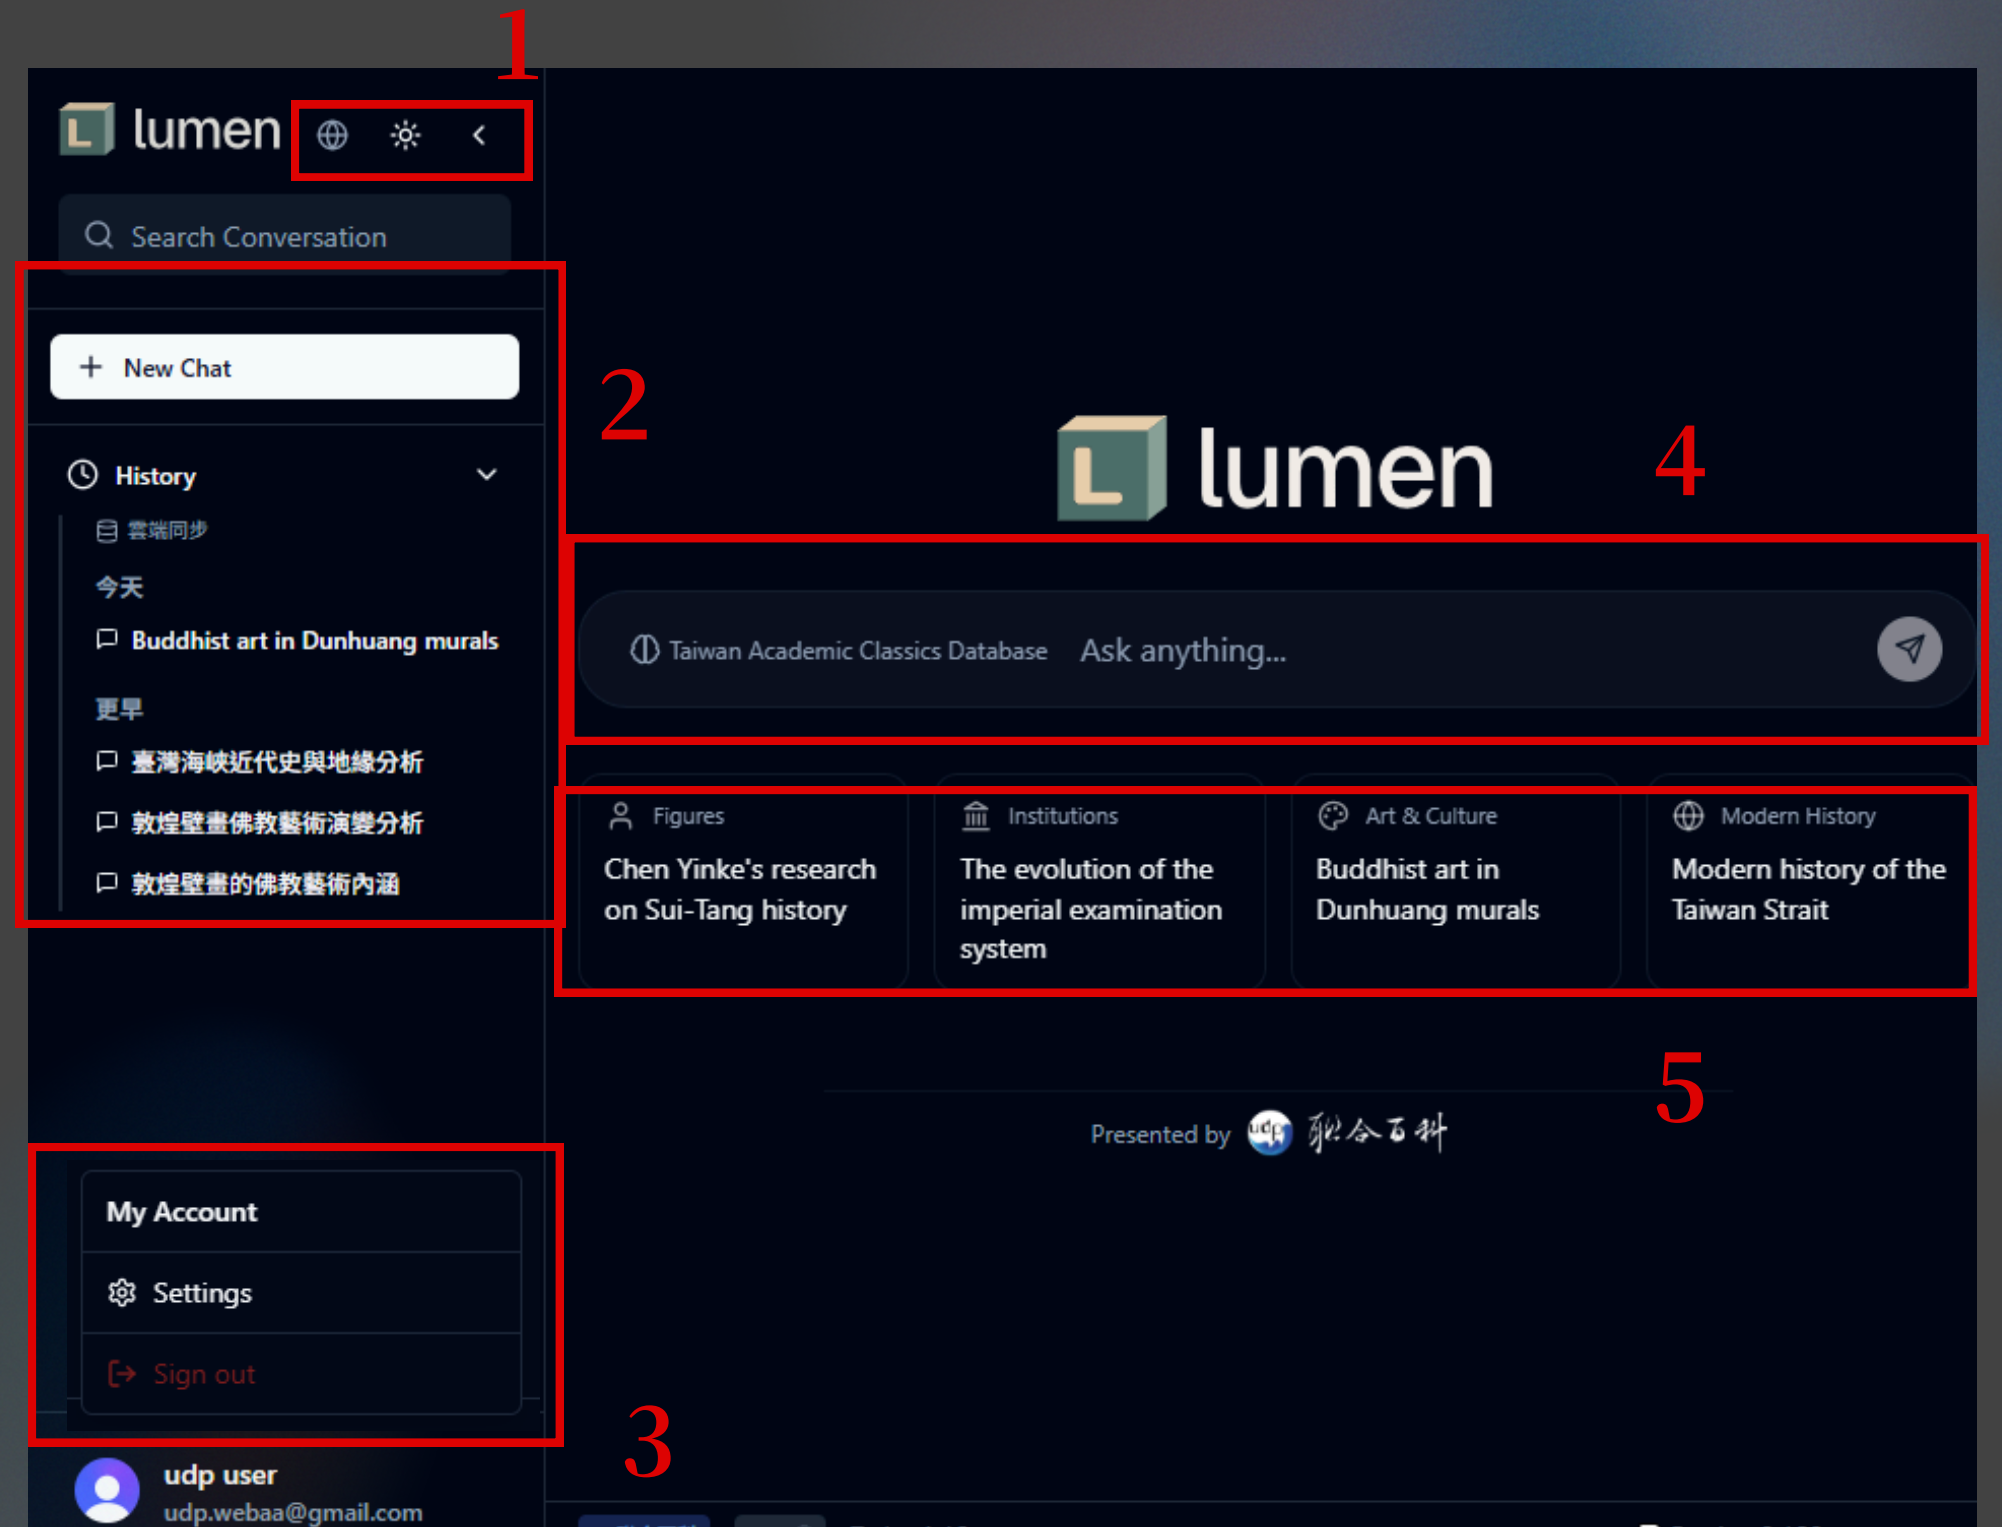 1
lumen
Search Conversation
New Chat
2
History
雲端同步
今天
Buddhist art in Dunhuang murals
更早
臺灣海峽近代史與地緣分析
敦煌壁畫佛教藝術演變分析
敦煌壁畫的佛教藝術內涵
My Account
Settings
Sign out
3
udp user
udp.webaa@gmail.com
L lumen
4
Taiwan Academic Classics Database Ask anything...
Figures
Chen Yinke's research
on Sui-Tang history
Institutions
The evolution of the
imperial examination
system
Art & Culture
Buddhist art in
Dunhuang murals
Modern History
Modern history of the
Taiwan Strait
5
Presented by udp 聯合百科